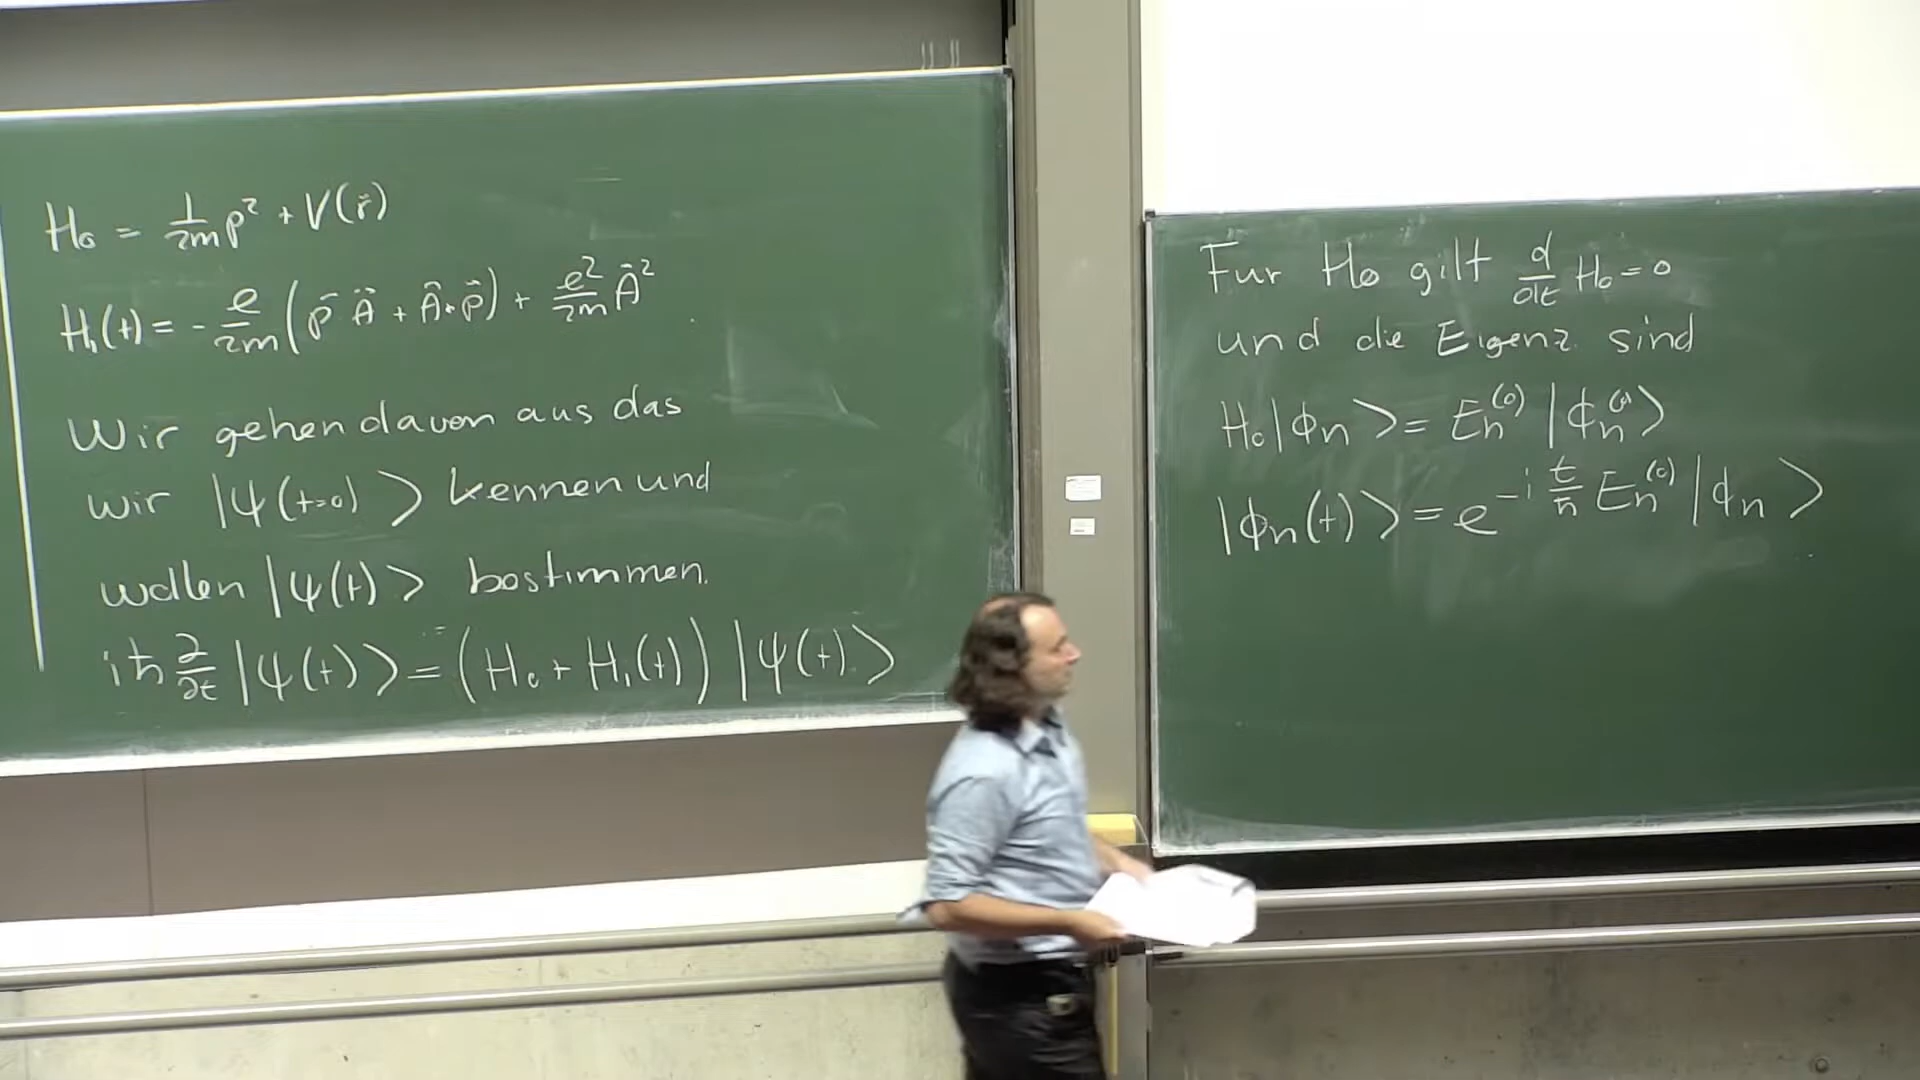 H₀ = 1/2m p² + V(r⃗)
H₁(t) = - e/2m (p⃗ A⃗ + A⃗·p⃗) + e²/2m A⃗²
Wir gehen davon aus das
wir |ψ(t=0)> kennen und
wollen |ψ(t)> bestimmen.
iħ ∂/∂t |ψ(t)> = (H₀ + H₁(t)) |ψ(t)>
Fur H₀ gilt d/dt H₀ = 0
und die Eigenz. sind
H₀|ϕn> = En⁽⁰⁾ |ϕn⁽⁰⁾>
|ϕn(t)> = e^(-i t/ħ En⁽⁰⁾) |ϕn>